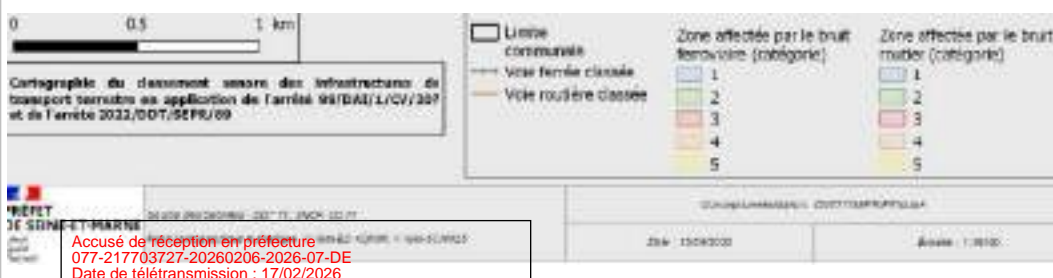 0 0.5 1 km
Cartographie du classement sonore des infrastructures de
transport terrestre en application de l'arrêté 99/DAI/1/CV/207
et de l'arrêté 2022/DDT/SEPR/89
Limite
communale
Voie ferrée classée
Voie routière classée
Zone affectée par le bruit
ferroviaire (catégorie)
1
2
3
4
5
Zone affectée par le bruit
routier (catégorie)
1
2
3
4
5
PRÉFET
DE SEINE-ET-MARNE
Accusé de réception en préfecture
077-217703727-20260206-2026-07-DE
Date de télétransmission : 17/02/2026